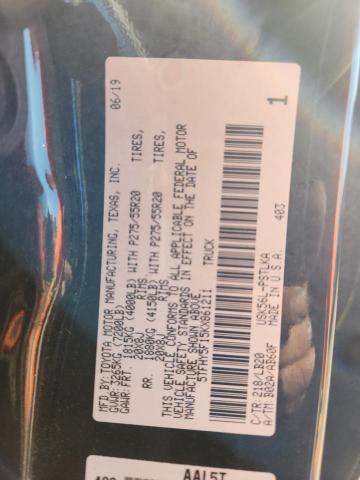 MFD BY: TOYOTA MOTOR MANUFACTURING, TEXAS, INC. 06/19
GVWR: 3265KG (7200LB)
FRT. 1815KG (4000LB) WITH P275/55R20 TIRES,
20X8J RIMS
RR. 1880KG (4150LB) WITH P275/55R20 TIRES,
20X8J RIMS
THIS VEHICLE CONFORMS TO ALL APPLICABLE FEDERAL MOTOR
VEHICLE SAFETY STANDARDS IN EFFECT ON THE DATE OF
MANUFACTURE SHOWN ABOVE.
5TFHY5F19KX861211 TRUCK
C/TR: 218/LB20 USK56L-PSTLKA
A/TM: B02A/AB60F MADE IN U.S.A. 403
1
AAL5T